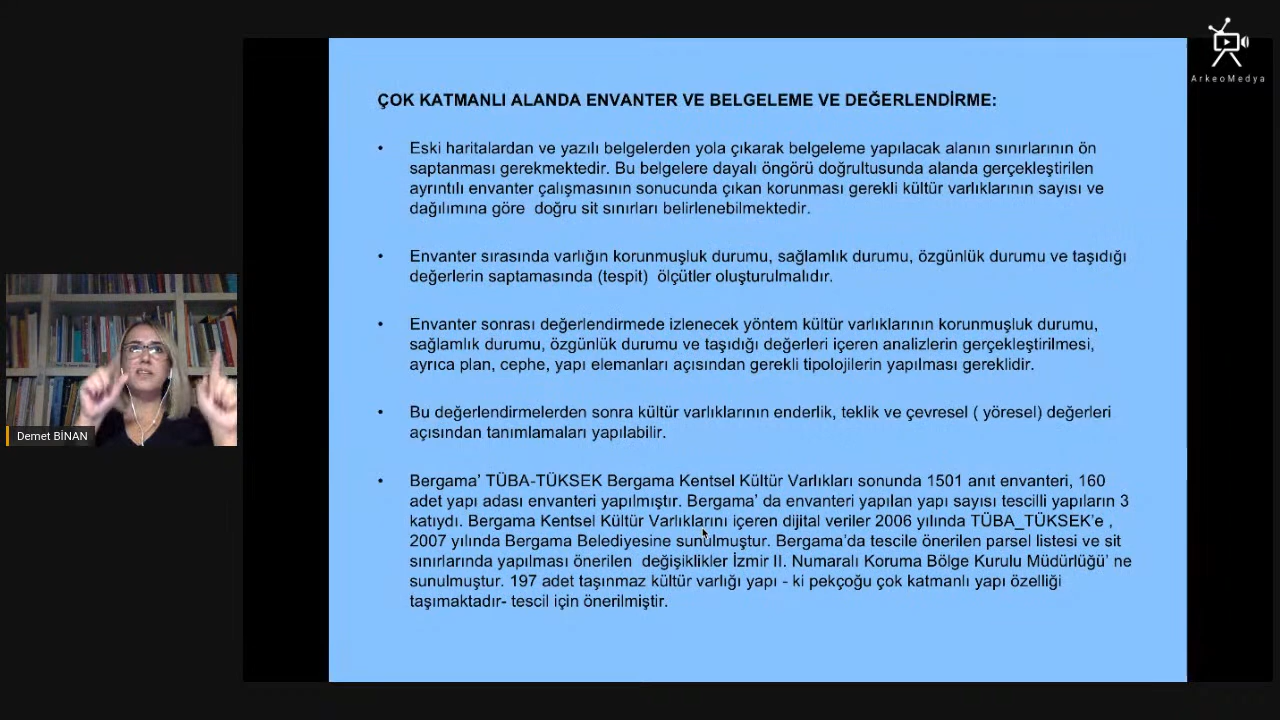 ArkeoMedya
ÇOK KATMANLI ALANDA ENVANTER VE BELGELEME VE DEĞERLENDİRME:
• Eski haritalardan ve yazılı belgelerden yola çıkarak belgeleme yapılacak alanın sınırlarının ön
saptanması gerekmektedir. Bu belgelere dayalı öngörü doğrultusunda alanda gerçekleştirilen
ayrıntılı envanter çalışmasının sonucunda çıkan korunması gerekli kültür varlıklarının sayısı ve
dağılımına göre  doğru sit sınırları belirlenebilmektedir.
• Envanter sırasında varlığın korunmuşluk durumu, sağlamlık durumu, özgünlük durumu ve taşıdığı
değerlerin saptamasında (tespit)  ölçütler oluşturulmalıdır.
• Envanter sonrası değerlendirmede izlenecek yöntem kültür varlıklarının korunmuşluk durumu,
sağlamlık durumu, özgünlük durumu ve taşıdığı değerleri içeren analizlerin gerçekleştirilmesi,
ayrıca plan, cephe, yapı elemanları açısından gerekli tipolojilerin yapılması gereklidir.
• Bu değerlendirmelerden sonra kültür varlıklarının enderlik, teklik ve çevresel ( yöresel) değerleri
açısından tanımlamaları yapılabilir.
• Bergama’ TÜBA-TÜKSEK Bergama Kentsel Kültür Varlıkları sonunda 1501 anıt envanteri, 160
adet yapı adası envanteri yapılmıştır. Bergama’ da envanteri yapılan yapı sayısı tescilli yapıların 3
katıydı. Bergama Kentsel Kültür Varlıklarını içeren dijital veriler 2006 yılında TÜBA_TÜKSEK’e ,
2007 yılında Bergama Belediyesine sunulmuştur. Bergama’da tescile önerilen parsel listesi ve sit
sınırlarında yapılması önerilen  değişiklikler İzmir II. Numaralı Koruma Bölge Kurulu Müdürlüğü’ ne
sunulmuştur. 197 adet taşınmaz kültür varlığı yapı - ki pekçoğu çok katmanlı yapı özelliği
taşımaktadır- tescil için önerilmiştir.
Demet BİNAN